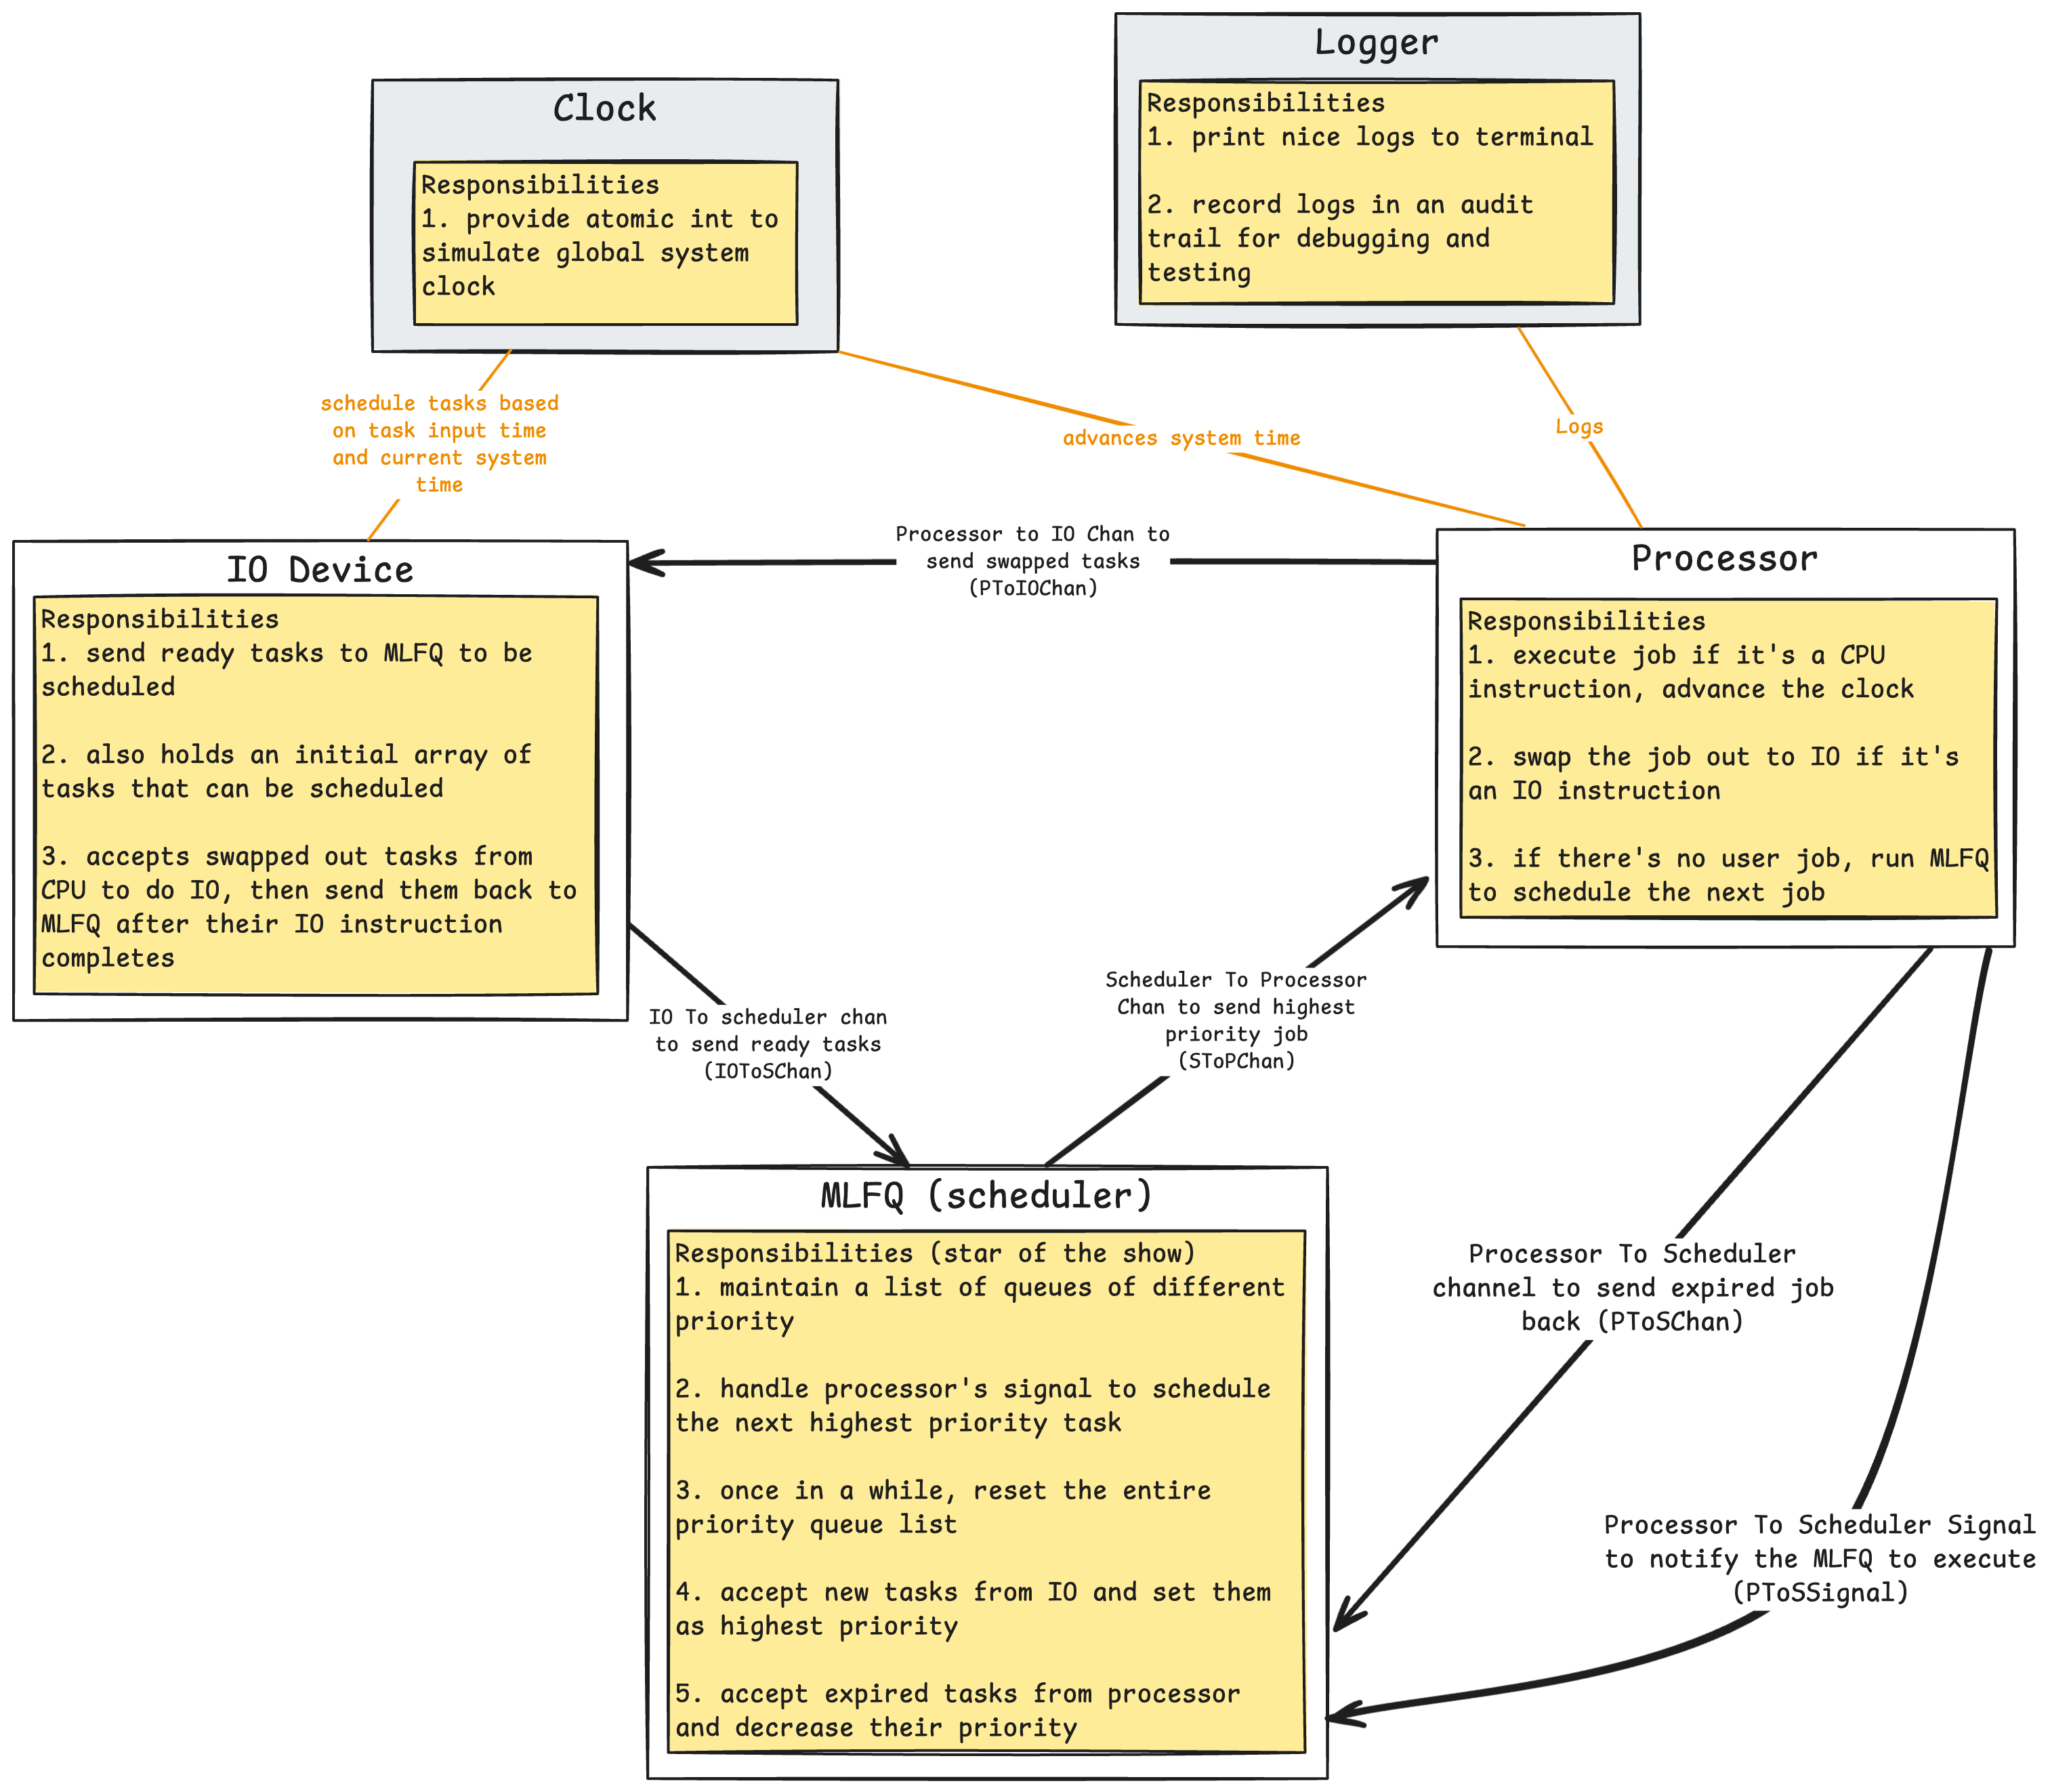 Logger
Responsibilities
1. print nice logs to terminal
2. record logs in an audit
trail for debugging and
testing
Clock
Responsibilities
1. provide atomic int to
simulate global system
clock
schedule tasks based
on task input time
and current system
time
advances system time
Logs
Processor to IO Chan to
send swapped tasks
(PToIOChan)
IO Device
Responsibilities
1. send ready tasks to MLFQ to be
scheduled
2. also holds an initial array of
tasks that can be scheduled
3. accepts swapped out tasks from
CPU to do IO, then send them back to
MLFQ after their IO instruction
completes
Processor
Responsibilities
1. execute job if it's a CPU
instruction, advance the clock
2. swap the job out to IO if it's
an IO instruction
3. if there's no user job, run MLFQ
to schedule the next job
IO To scheduler chan
to send ready tasks
(IOToSChan)
Scheduler To Processor
Chan to send highest
priority job
(SToPChan)
MLFQ (scheduler)
Responsibilities (star of the show)
1. maintain a list of queues of different
priority
2. handle processor's signal to schedule
the next highest priority task
3. once in a while, reset the entire
priority queue list
4. accept new tasks from IO and set them
as highest priority
5. accept expired tasks from processor
and decrease their priority
Processor To Scheduler
channel to send expired job
back (PToSChan)
Processor To Scheduler Signal
to notify the MLFQ to execute
(PToSSignal)